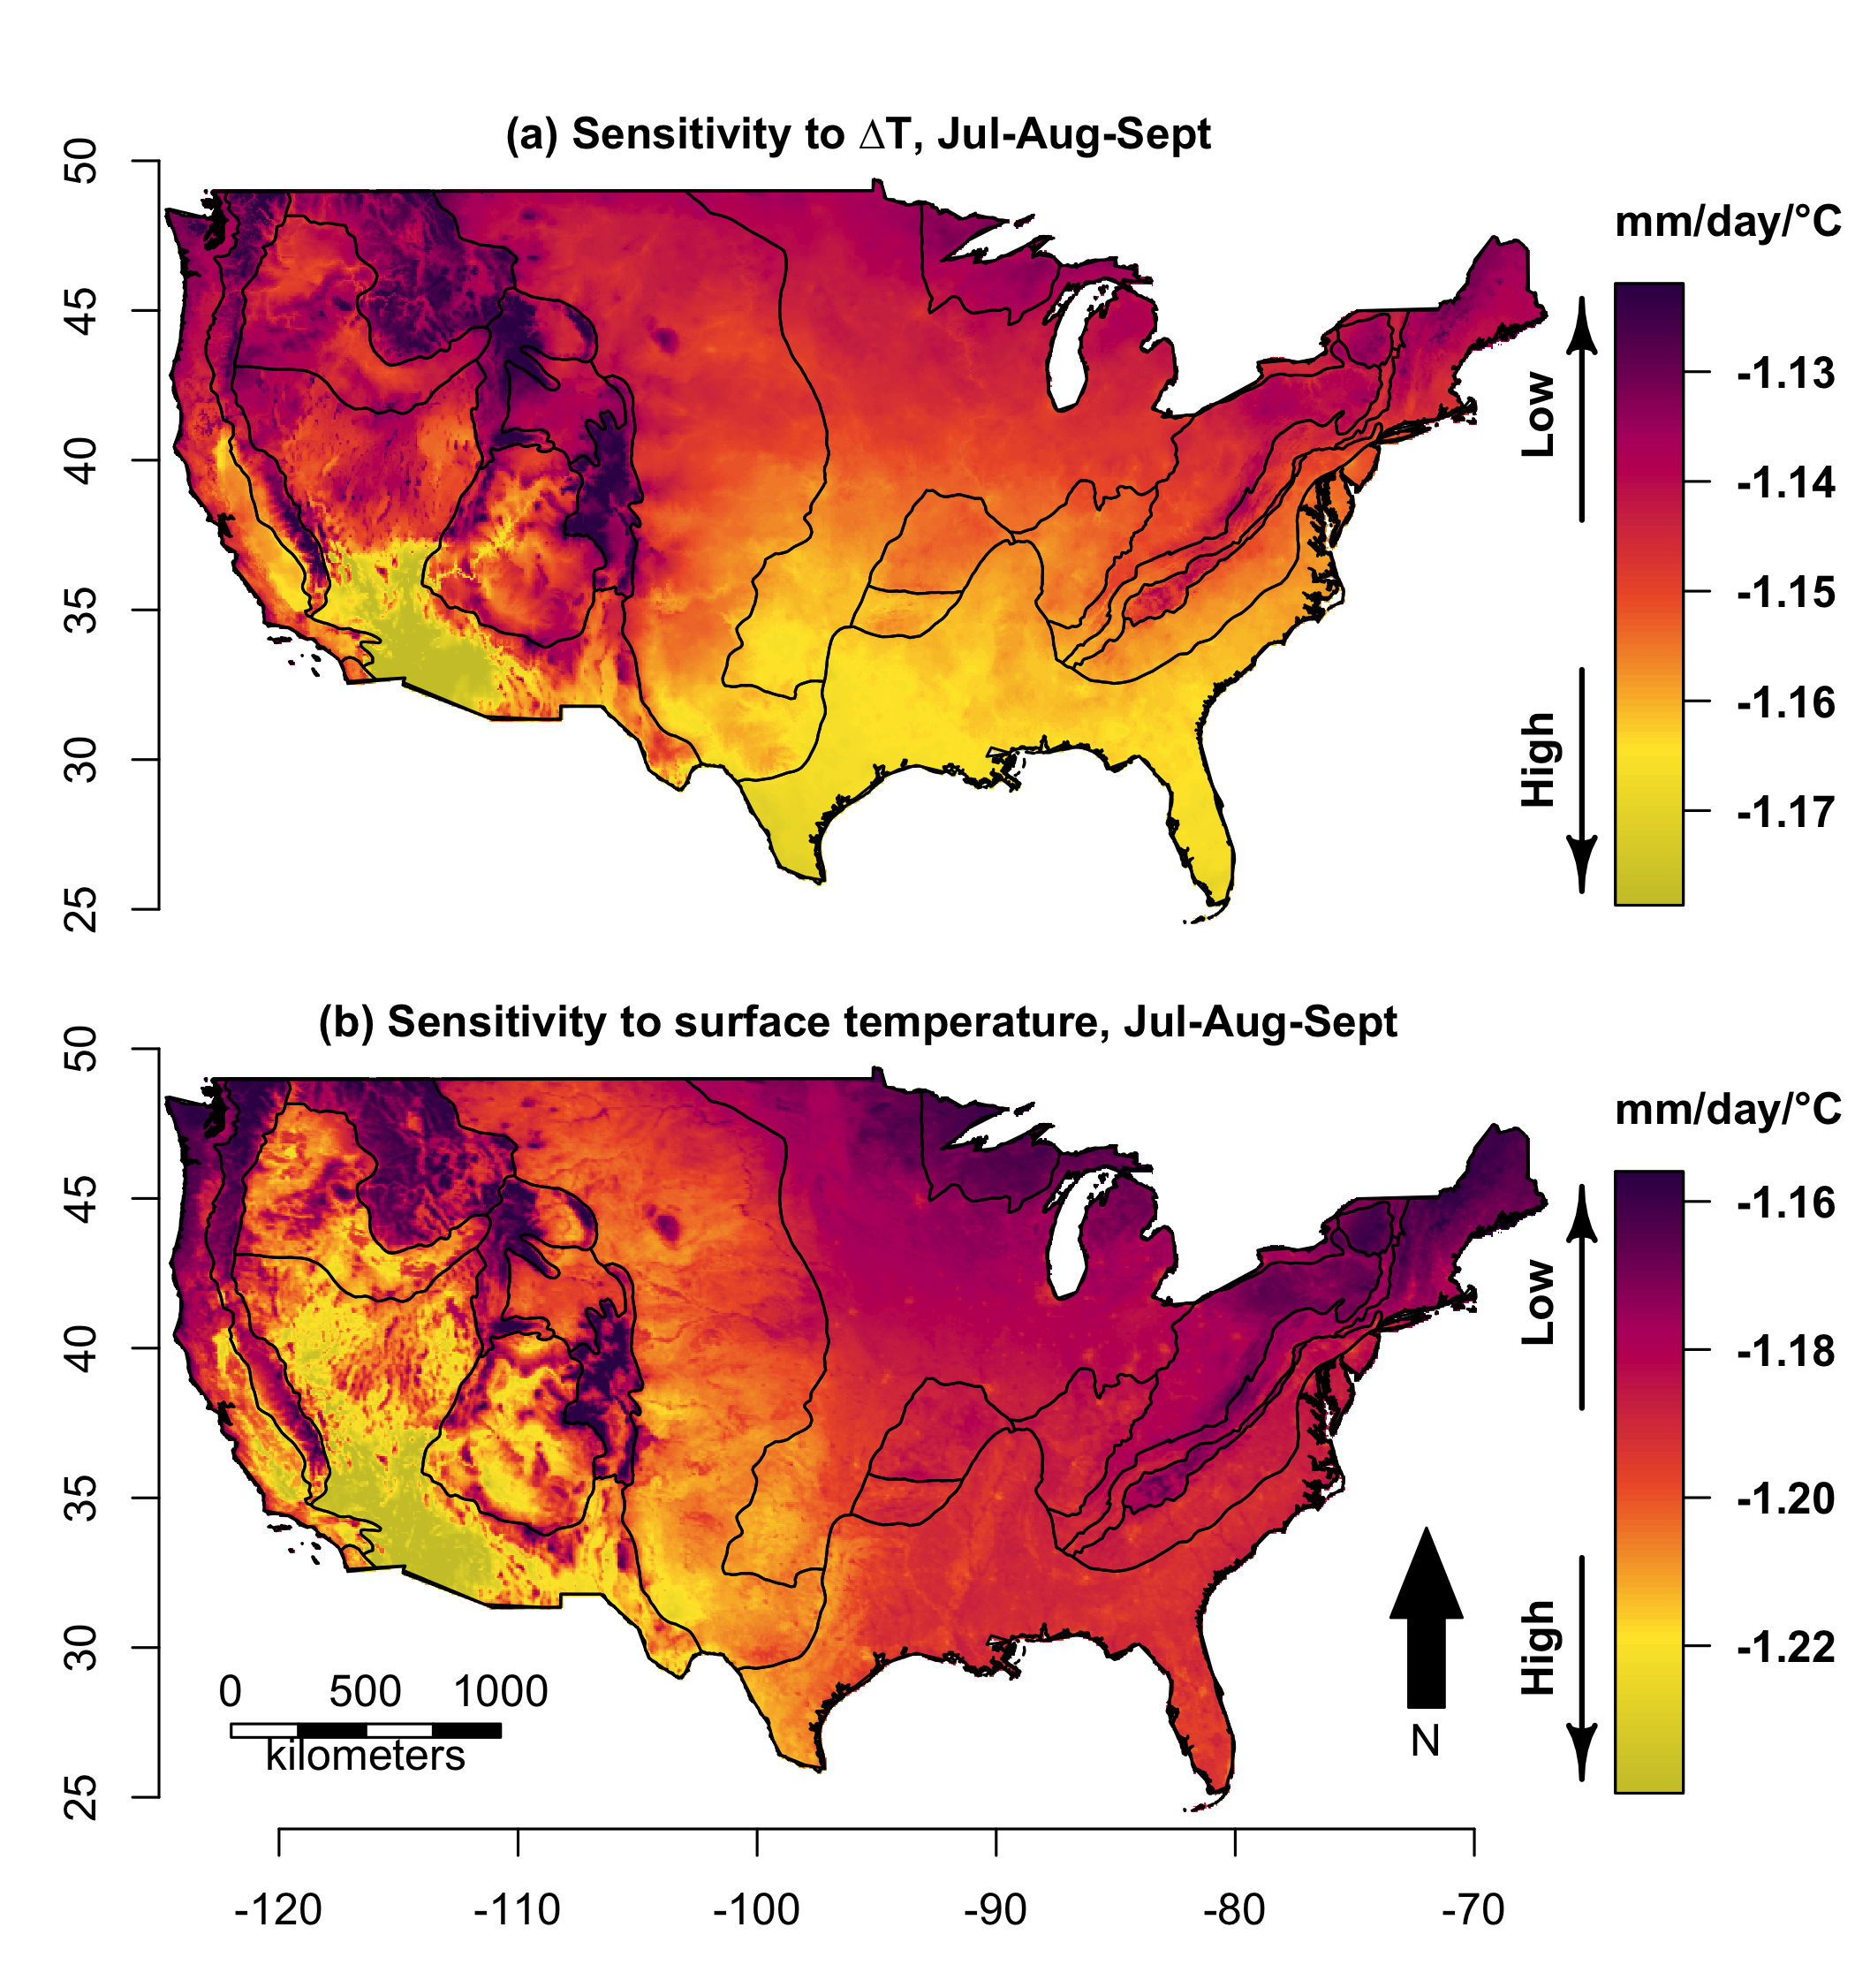 (a) Sensitivity to ΔT, Jul-Aug-Sept
50
45
40
35
30
25
mm/day/°C
Low
High
-1.13
-1.14
-1.15
-1.16
-1.17
(b) Sensitivity to surface temperature, Jul-Aug-Sept
50
45
40
35
30
25
mm/day/°C
Low
High
-1.16
-1.18
-1.20
-1.22
0 500 1000
kilometers
N
-120 -110 -100 -90 -80 -70